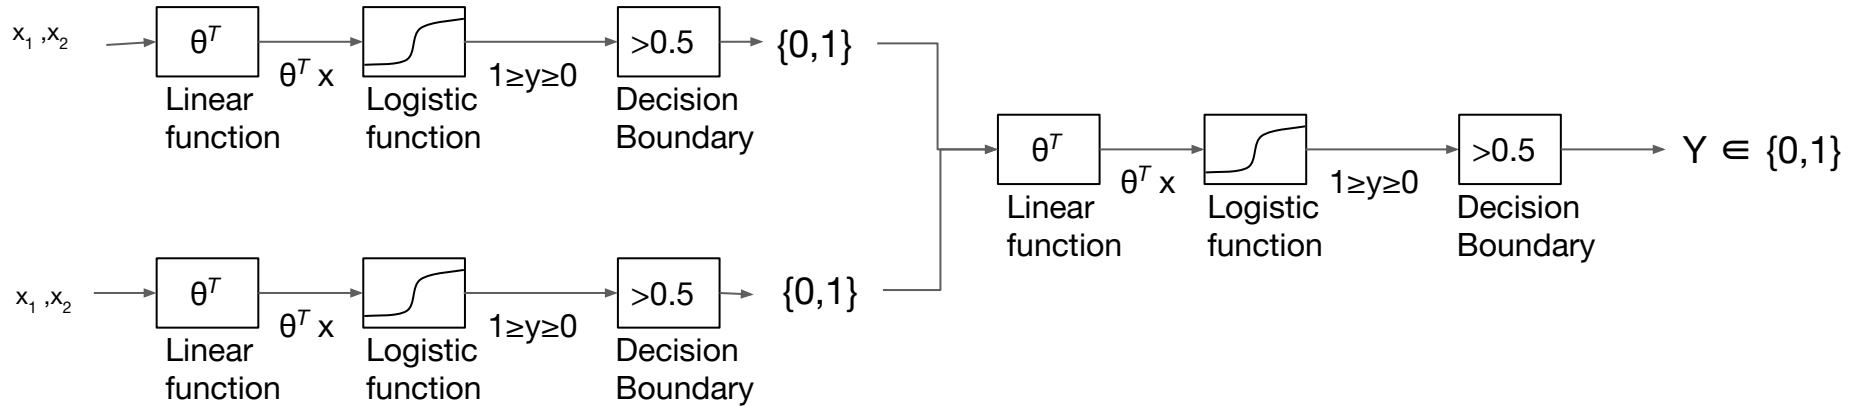 x₁ ,x₂
θᵀ
>0.5
{0,1}
θᵀ x
1≥y≥0
Linear
function
Logistic
function
Decision
Boundary
θᵀ
>0.5
Y ∈ {0,1}
θᵀ x
1≥y≥0
Linear
function
Logistic
function
Decision
Boundary
x₁ ,x₂
θᵀ
>0.5
{0,1}
θᵀ x
1≥y≥0
Linear
function
Logistic
function
Decision
Boundary